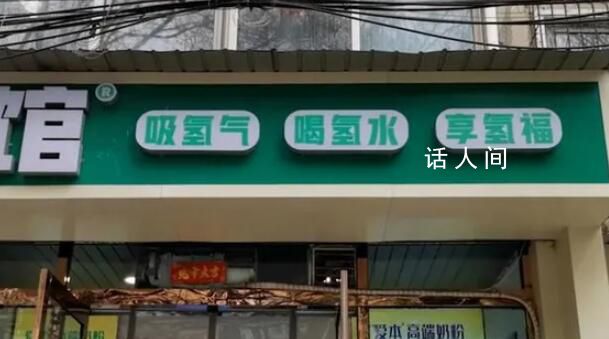 馆®
吸氢气
喝氢水
享氢福
话人间
爱本 高端奶粉